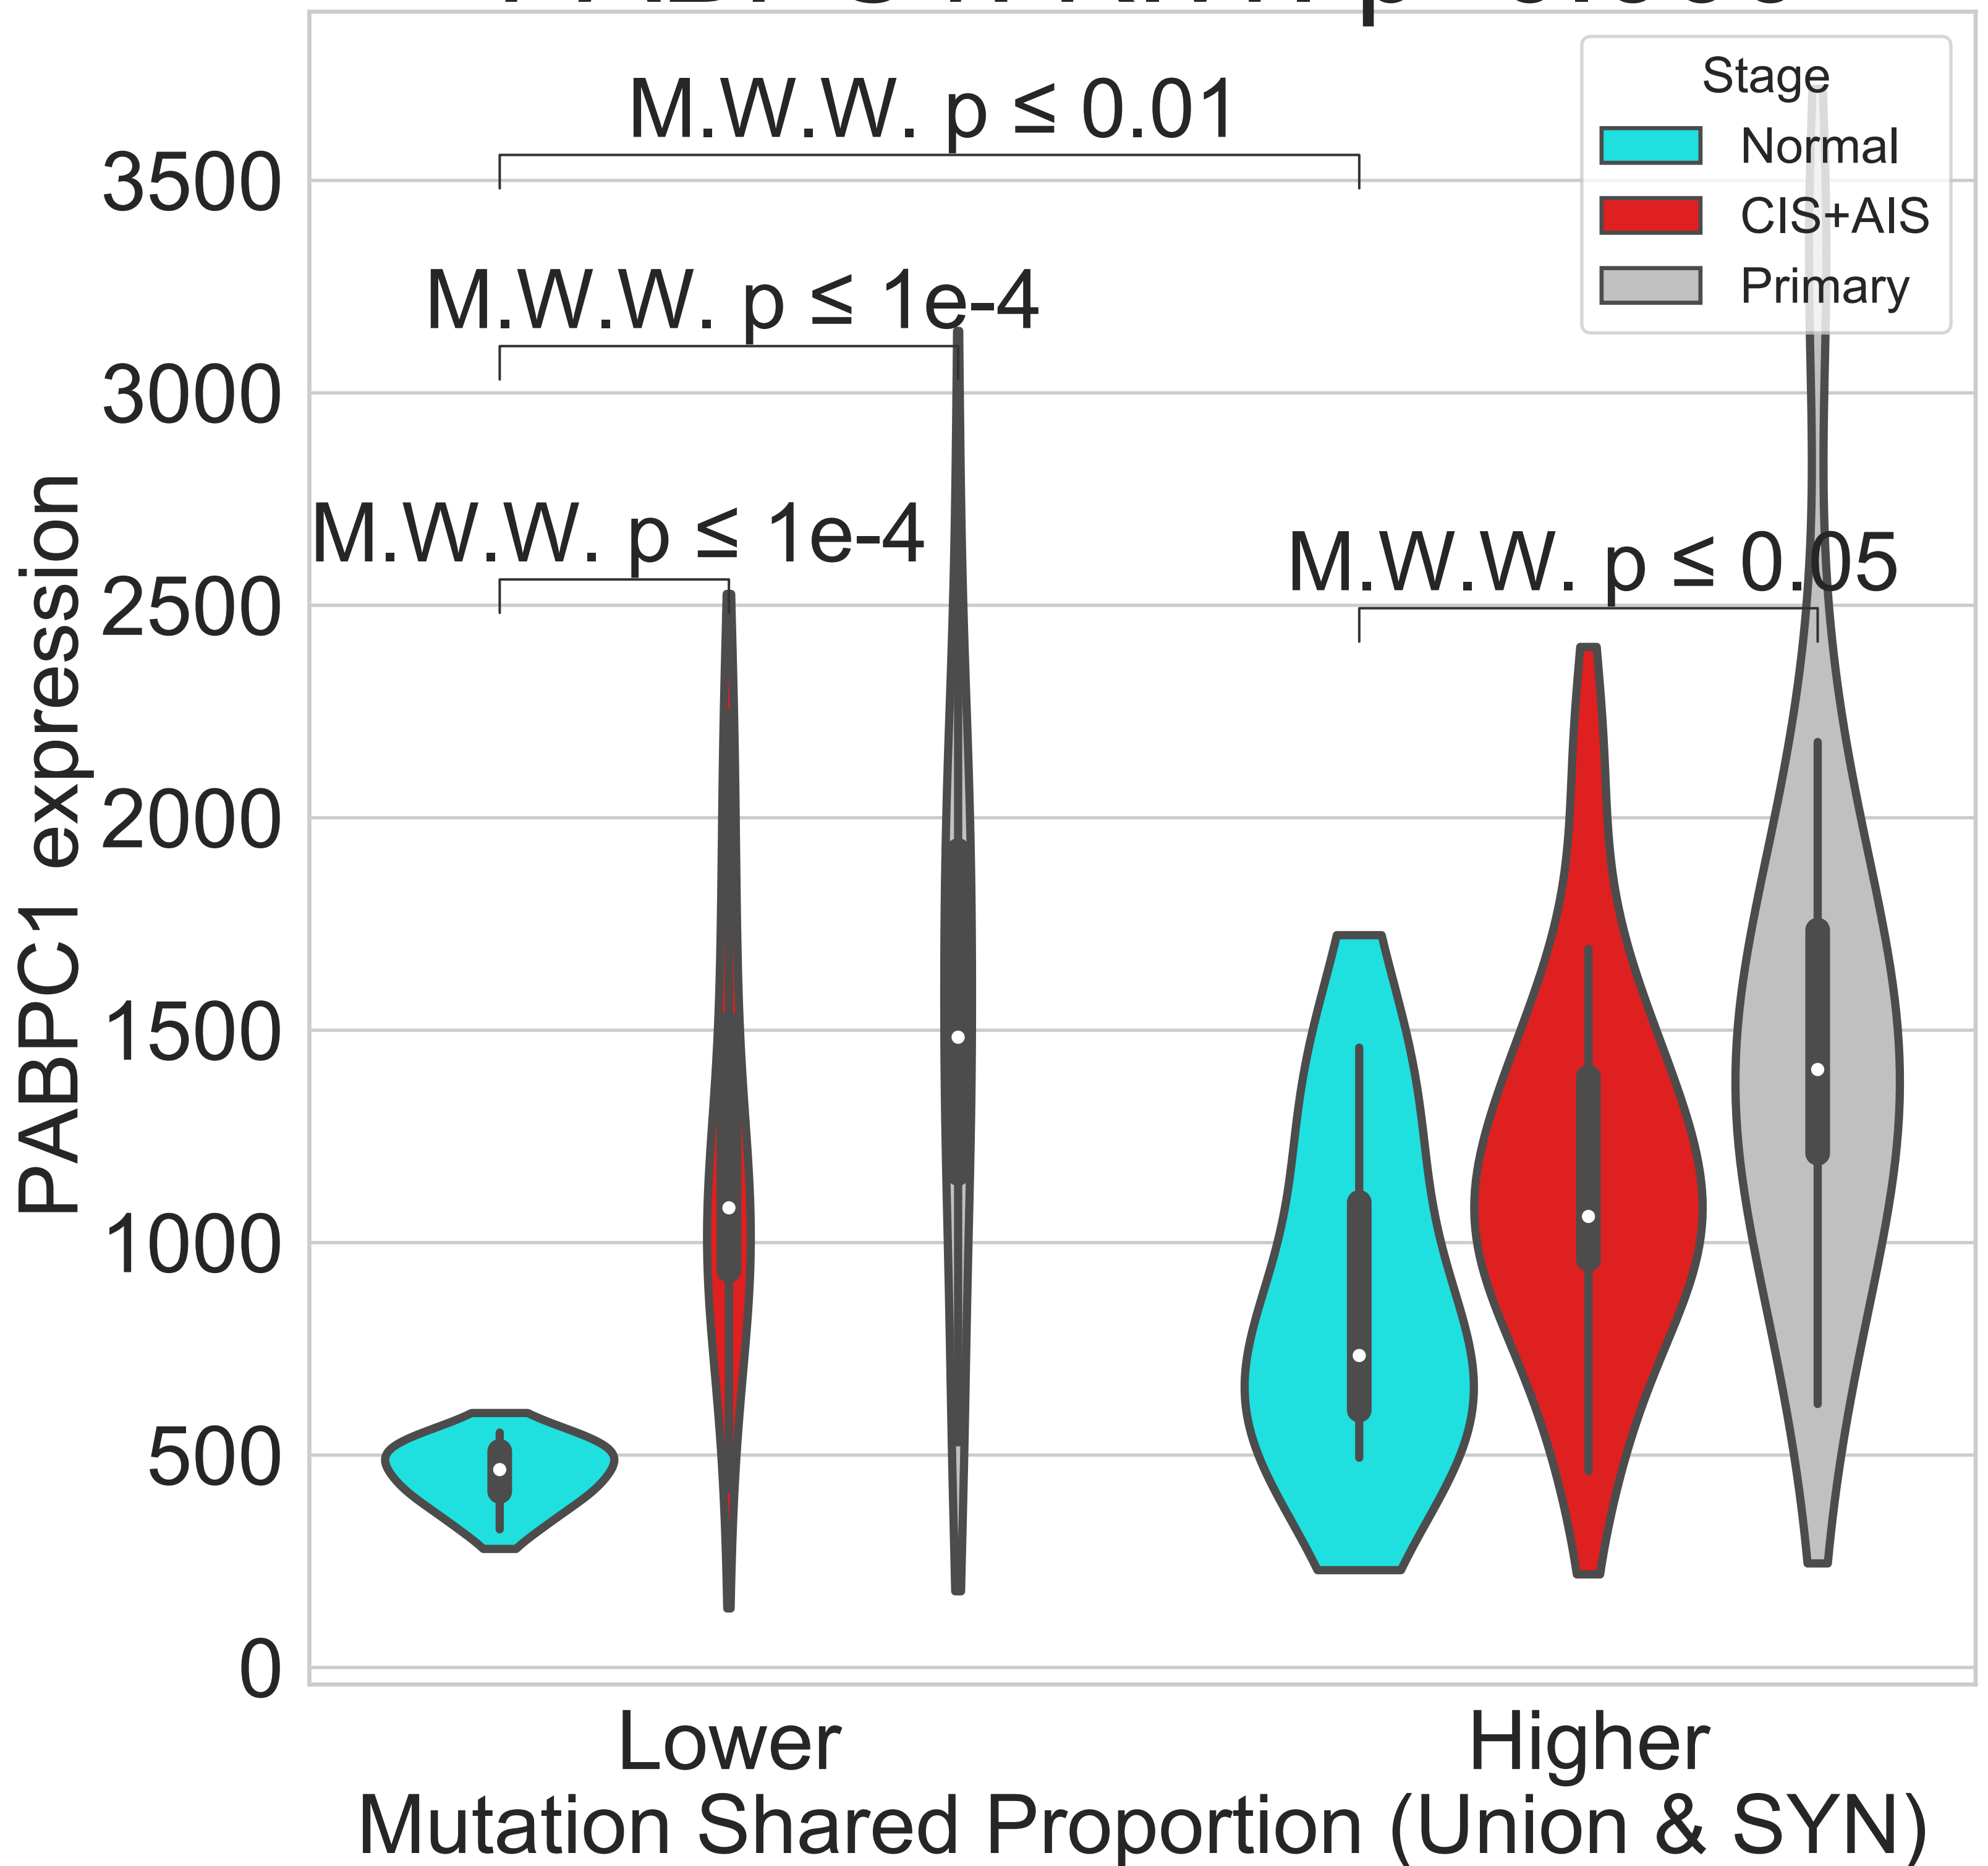 M.W.W. p ≤ 0.01
Stage
Normal
CIS+AIS
Primary
M.W.W. p ≤ 1e-4
M.W.W. p ≤ 1e-4
M.W.W. p ≤ 0.05
3500
3000
2500
2000
1500
1000
500
0
PABPC1 expression
Lower
Higher
Mutation Shared Proportion (Union & SYN)